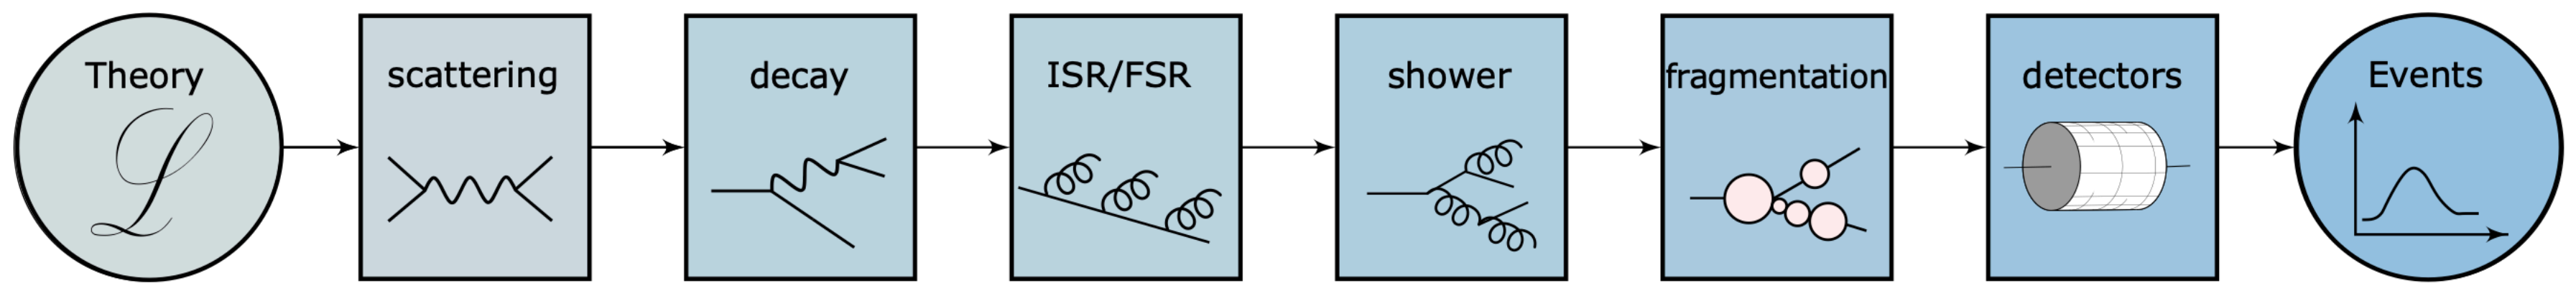 Theory
ℒ
scattering
decay
ISR/FSR
shower
fragmentation
detectors
Events